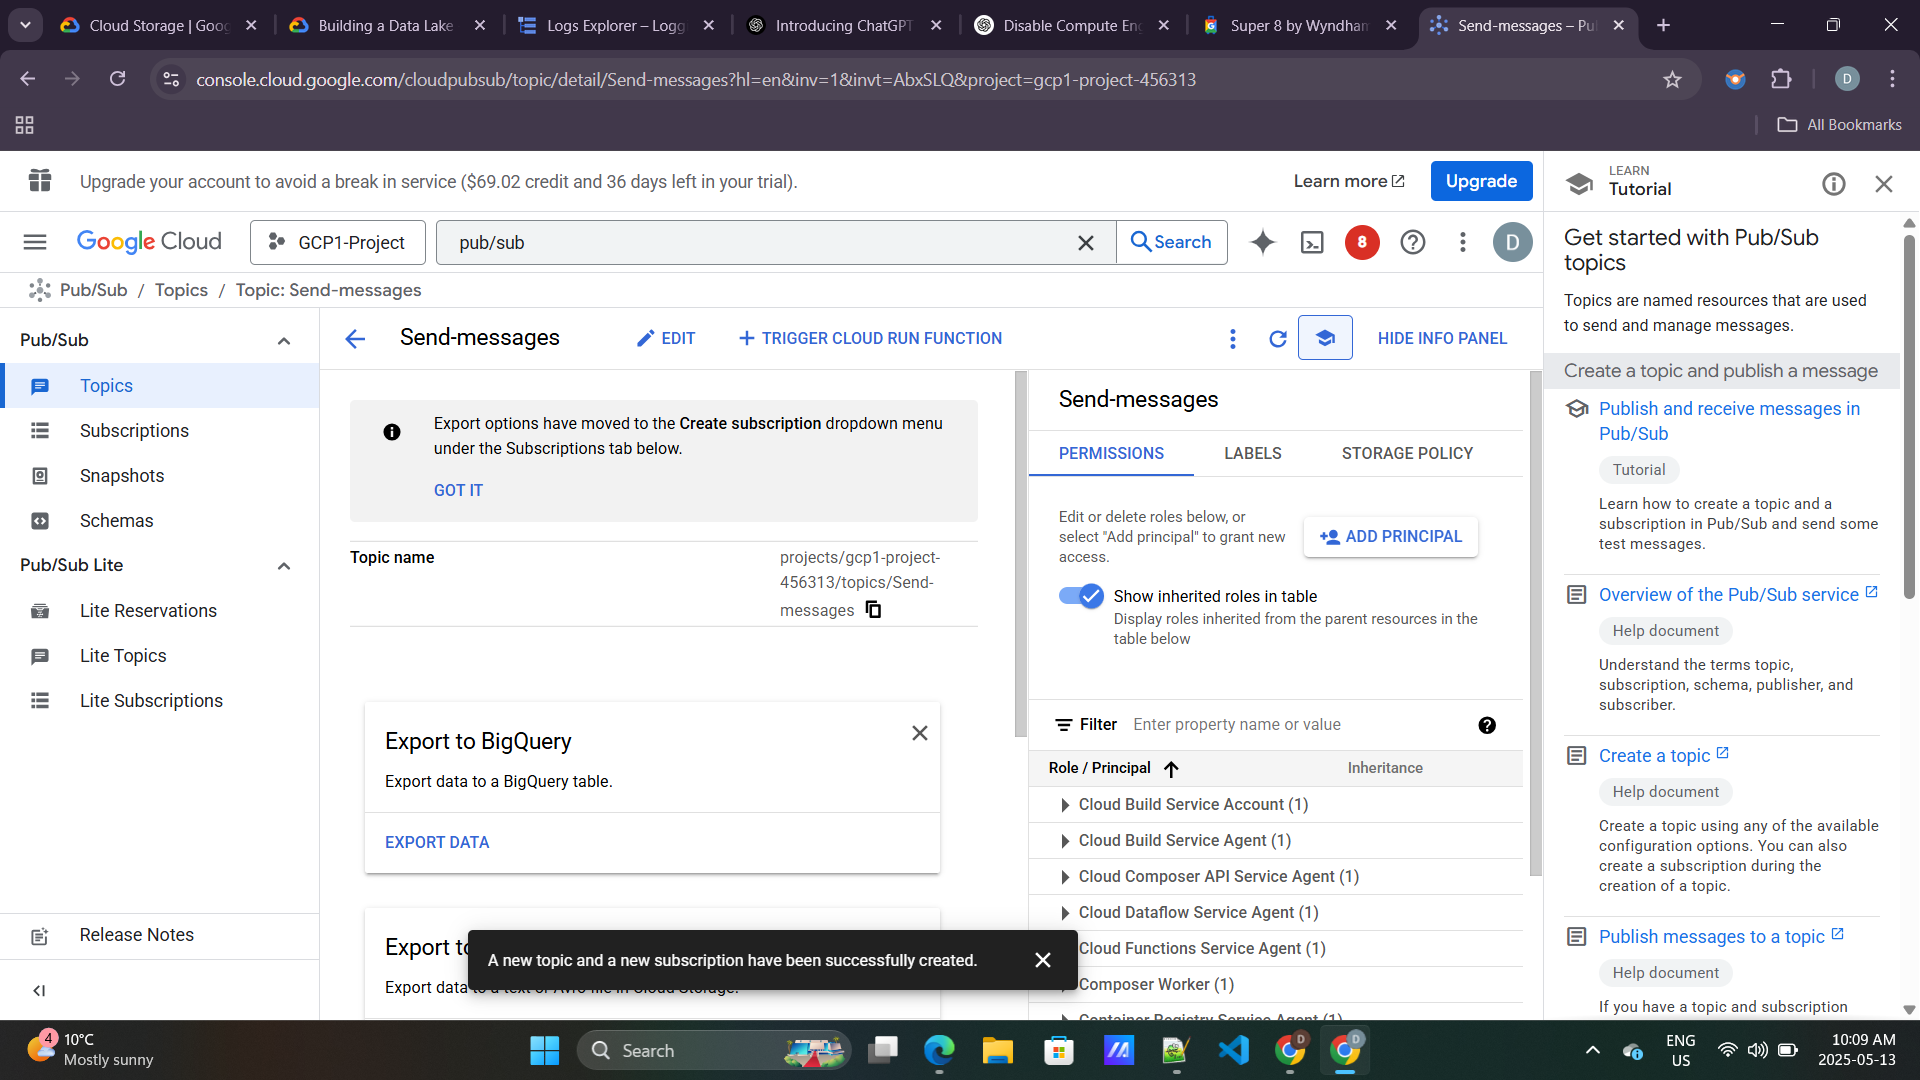 Cloud Storage | Goog
Building a Data Lake
Logs Explorer – Logg
Introducing ChatGPT
Disable Compute Eng
Super 8 by Wyndham
Send-messages – Pu
console.cloud.google.com/cloudpubsub/topic/detail/Send-messages?hl=en&inv=1&invt=AbxSLQ&project=gcp1-project-456313
D
All Bookmarks
Upgrade your account to avoid a break in service ($69.02 credit and 36 days left in your trial).
Learn more
Upgrade
Google Cloud
GCP1-Project
pub/sub
Search
8
D
Pub/Sub / Topics / Topic: Send-messages
Pub/Sub
Topics
Subscriptions
Snapshots
Schemas
Pub/Sub Lite
Lite Reservations
Lite Topics
Lite Subscriptions
Release Notes
Send-messages
EDIT
TRIGGER CLOUD RUN FUNCTION
HIDE INFO PANEL
Export options have moved to the Create subscription dropdown menu
under the Subscriptions tab below.
GOT IT
Topic name
projects/gcp1-project-
456313/topics/Send-
messages
Export to BigQuery
Export data to a BigQuery table.
EXPORT DATA
Export to
Export data to a text or Avro file in Cloud Storage.
A new topic and a new subscription have been successfully created.
Send-messages
PERMISSIONS
LABELS
STORAGE POLICY
Edit or delete roles below, or
select "Add principal" to grant new
access.
ADD PRINCIPAL
Show inherited roles in table
Display roles inherited from the parent resources in the
table below
Filter
Enter property name or value
Role / Principal
Inheritance
Cloud Build Service Account (1)
Cloud Build Service Agent (1)
Cloud Composer API Service Agent (1)
Cloud Dataflow Service Agent (1)
Cloud Functions Service Agent (1)
Composer Worker (1)
Container Registry Service Agent (1)
LEARN
Tutorial
Get started with Pub/Sub
topics
Topics are named resources that are used
to send and manage messages.
Create a topic and publish a message
Publish and receive messages in
Pub/Sub
Tutorial
Learn how to create a topic and a
subscription in Pub/Sub and send some
test messages.
Overview of the Pub/Sub service
Help document
Understand the terms topic,
subscription, schema, publisher, and
subscriber.
Create a topic
Help document
Create a topic using any of the available
configuration options. You can also
create a subscription during the
creation of a topic.
Publish messages to a topic
Help document
If you have a topic and subscription
4
10°C
Mostly sunny
Search
D
D
ENG
US
10:09 AM
2025-05-13